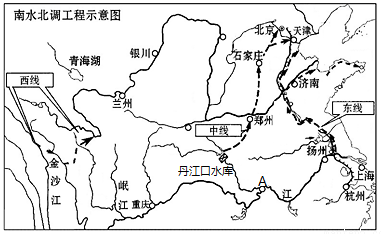 南水北调工程示意图
北京
天津
银川
石家庄
青海湖
济南
西线
兰州
东线
中线
郑州
扬州
金沙江
岷江
丹江口水库
A
上海
重庆
江
杭州